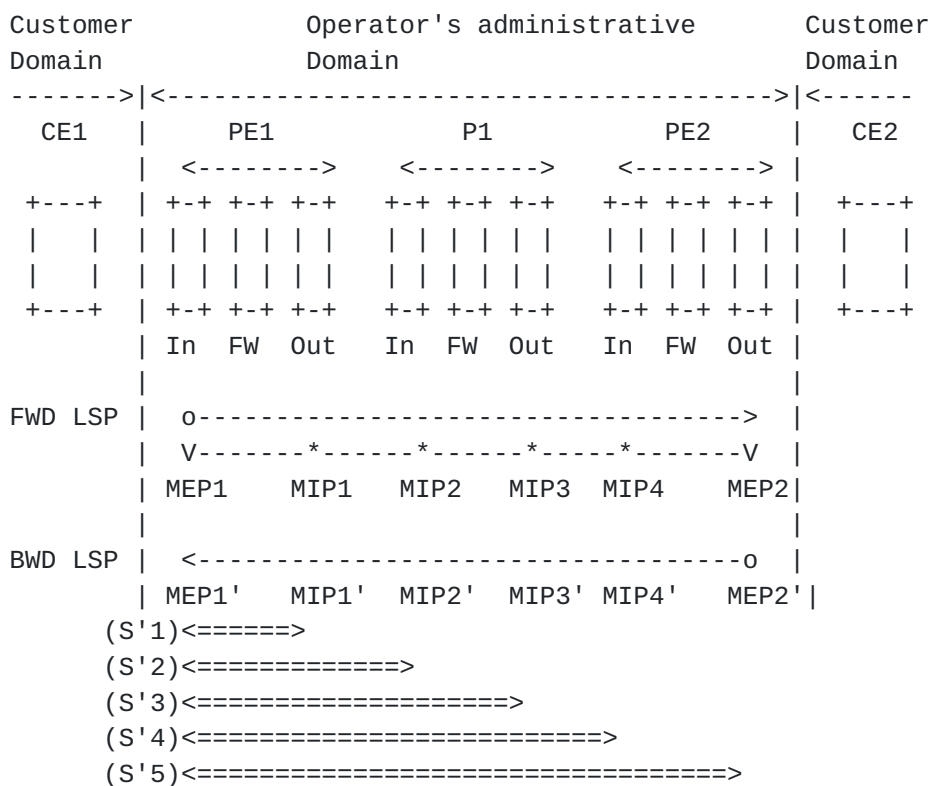 Customer            Operator's administrative       Customer
Domain              Domain                          Domain
------->|<--------------------------------------->|<------
  CE1   |     PE1            P1            PE2     |   CE2
        |  <-------->    <-------->    <--------> |
 +---+  | +-+ +-+ +-+   +-+ +-+ +-+   +-+ +-+ +-+ |  +---+
 |   |  | | | | | | |   | | | | | |   | | | | | | |  |   |
 |   |  | | | | | | |   | | | | | |   | | | | | | |  |   |
 +---+  | +-+ +-+ +-+   +-+ +-+ +-+   +-+ +-+ +-+ |  +---+
        | In  FW  Out   In  FW  Out   In  FW  Out |
        |                                         |
FWD LSP |  o-----------------------------------> |
        |  V-------*------*------*-----*-------V  |
        | MEP1    MIP1   MIP2   MIP3  MIP4    MEP2|
        |                                         |
BWD LSP |  <-----------------------------------o  |
        | MEP1'   MIP1'  MIP2'  MIP3' MIP4'   MEP2'|
      (S'1)<======>
      (S'2)<=============>
      (S'3)<====================>
      (S'4)<==========================>
      (S'5)<==================================>